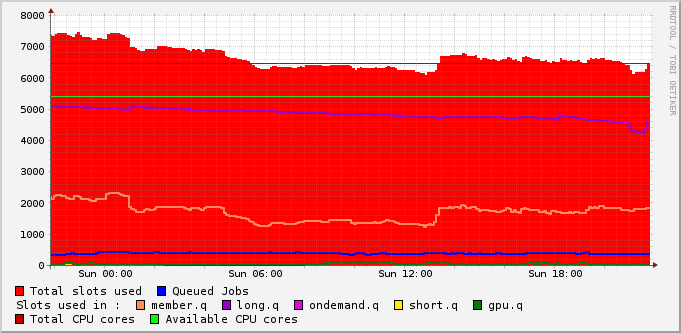 8000
7000
6000
5000
4000
3000
2000
1000
0
Sun 00:00 Sun 06:00 Sun 12:00 Sun 18:00
Total slots used Queued Jobs
Slots used in : member.q long.q ondemand.q short.q gpu.q
Total CPU cores Available CPU cores
RRDTOOL / TOBI OETIKER